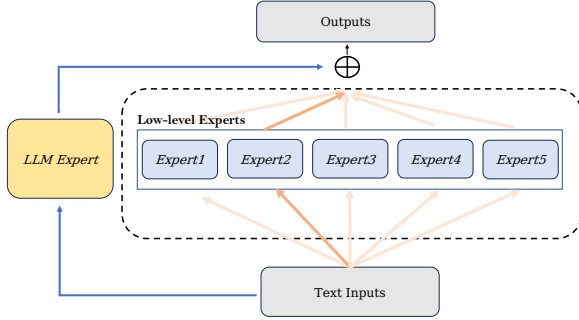 Outputs
Low-level Experts
LLM Expert
Expert1
Expert2
Expert3
Expert4
Expert5
Text Inputs